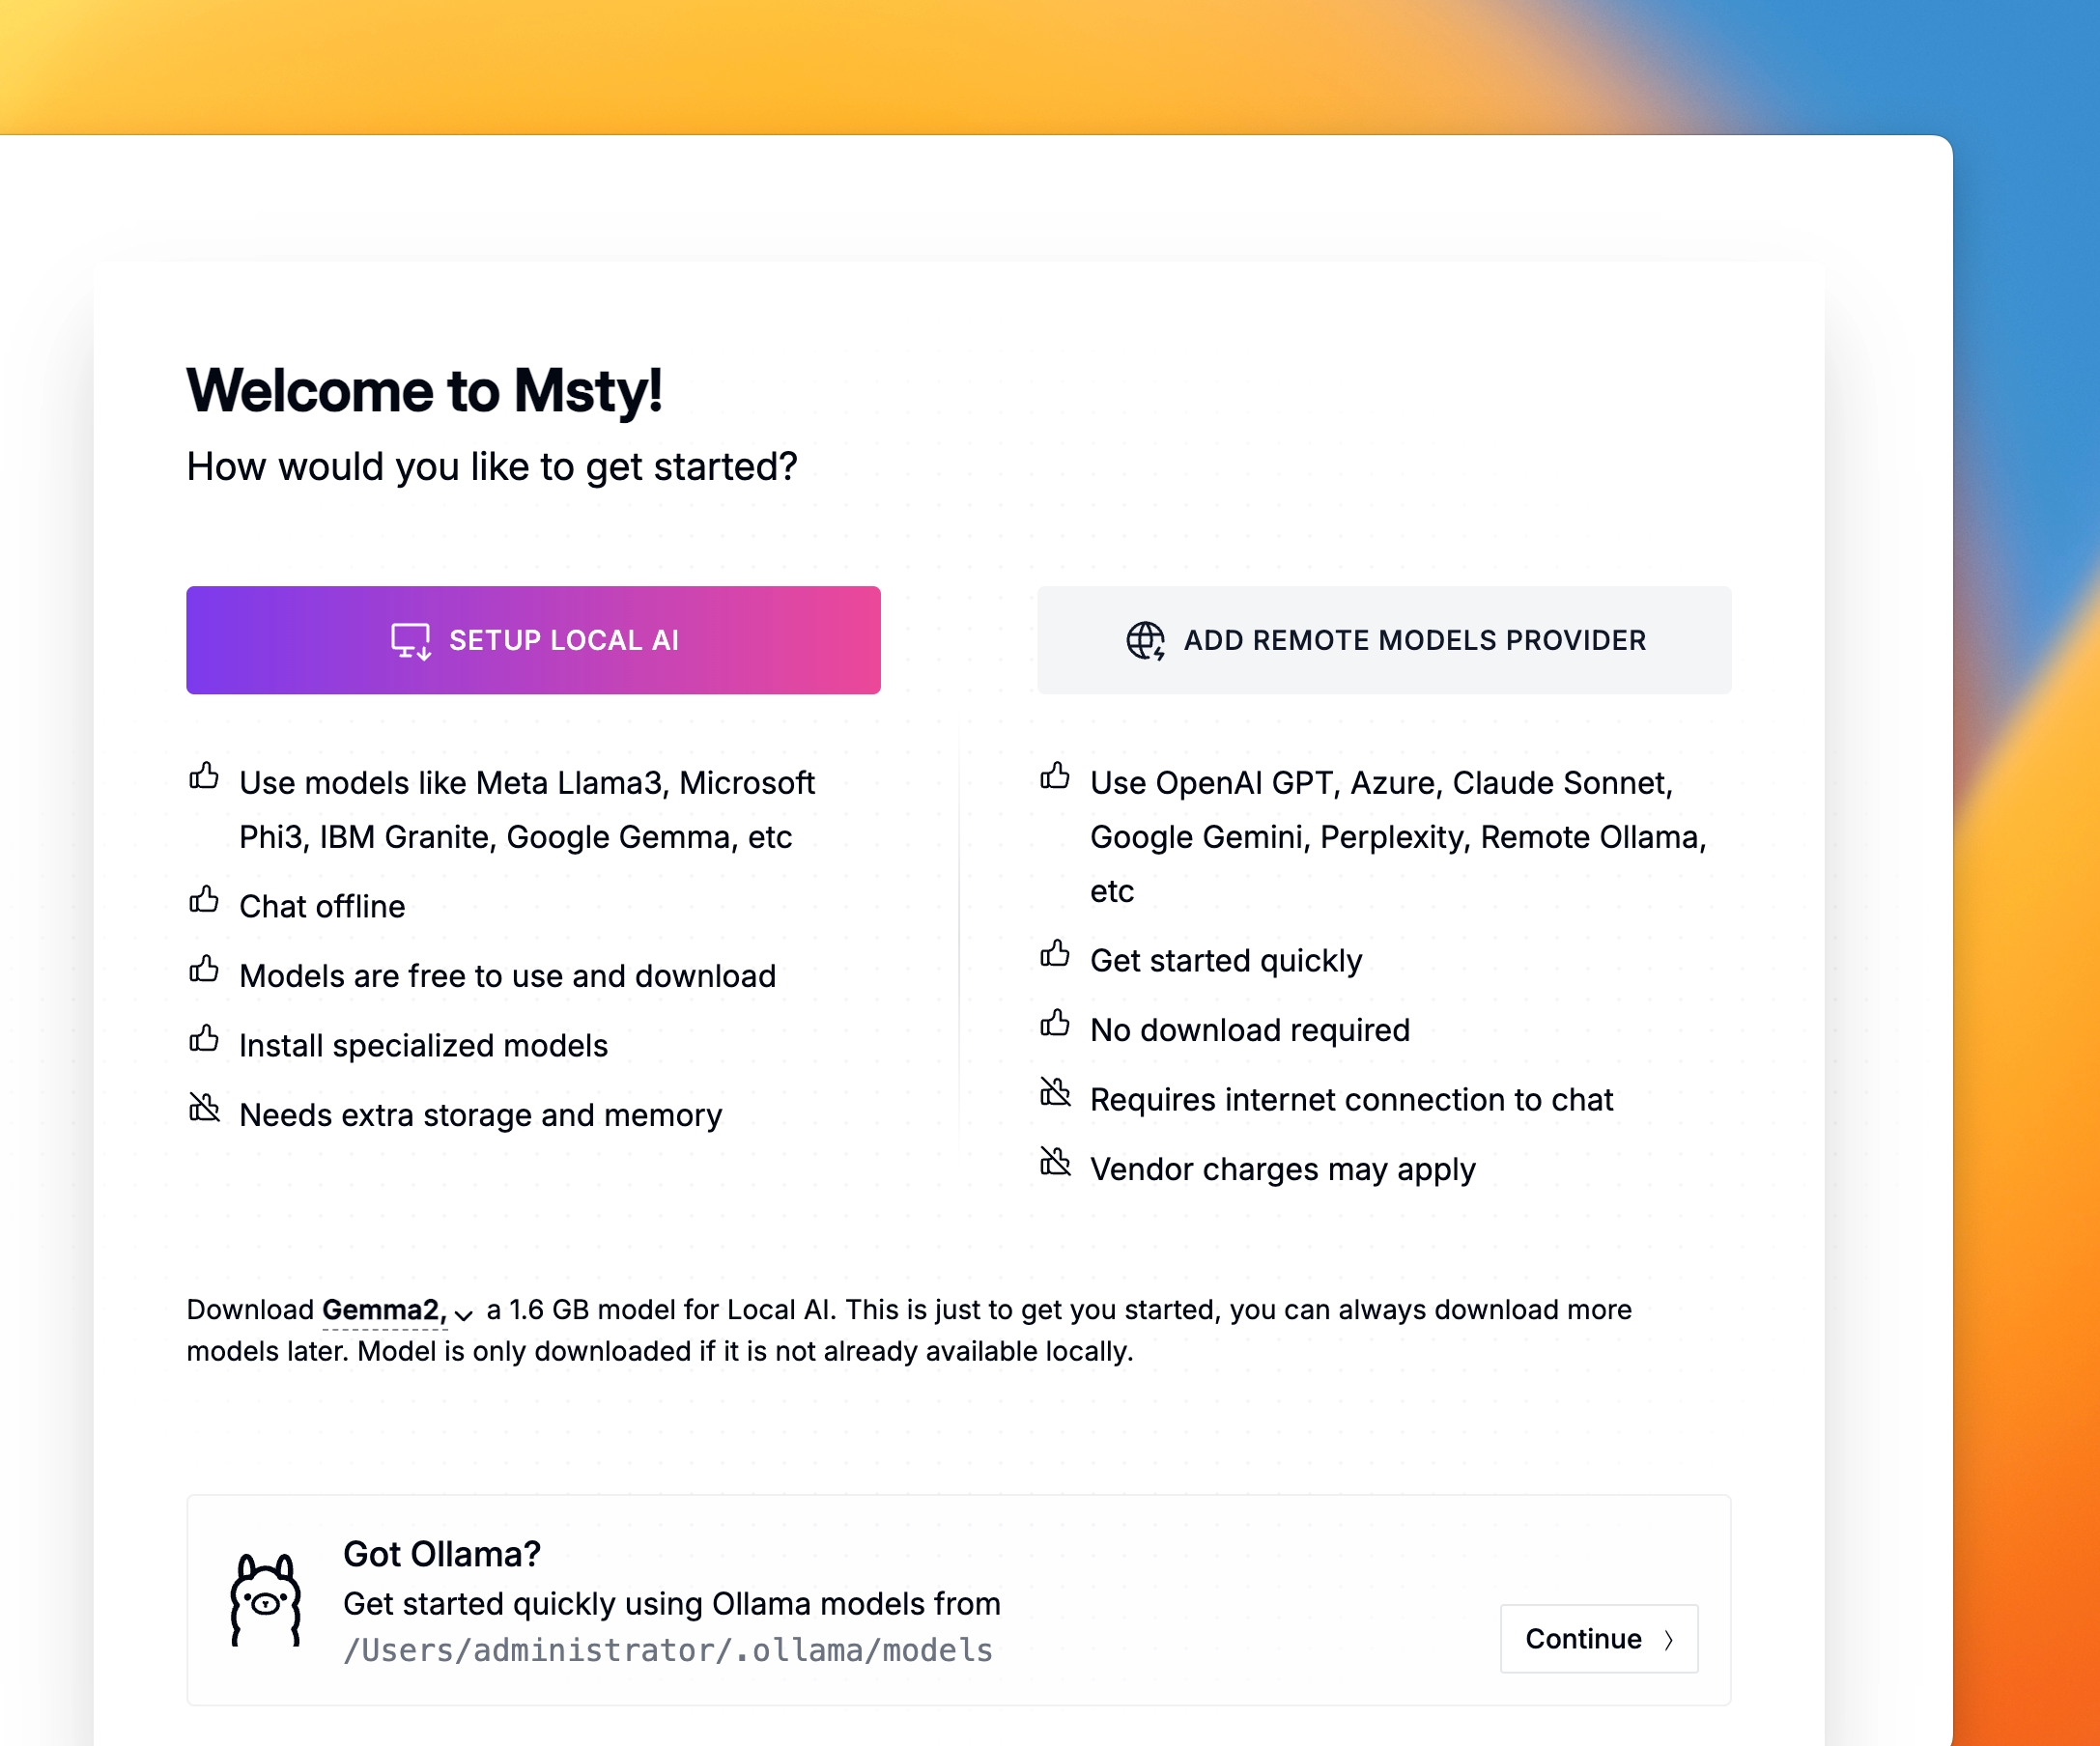 Welcome to Msty!
How would you like to get started?
SETUP LOCAL AI
Use models like Meta Llama3, Microsoft
Phi3, IBM Granite, Google Gemma, etc
Chat offline
Models are free to use and download
Install specialized models
Needs extra storage and memory
ADD REMOTE MODELS PROVIDER
Use OpenAI GPT, Azure, Claude Sonnet,
Google Gemini, Perplexity, Remote Ollama,
etc
Get started quickly
No download required
Requires internet connection to chat
Vendor charges may apply
Download Gemma2, a 1.6 GB model for Local AI. This is just to get you started, you can always download more
models later. Model is only downloaded if it is not already available locally.
Got Ollama?
Get started quickly using Ollama models from
/Users/administrator/.ollama/models
Continue